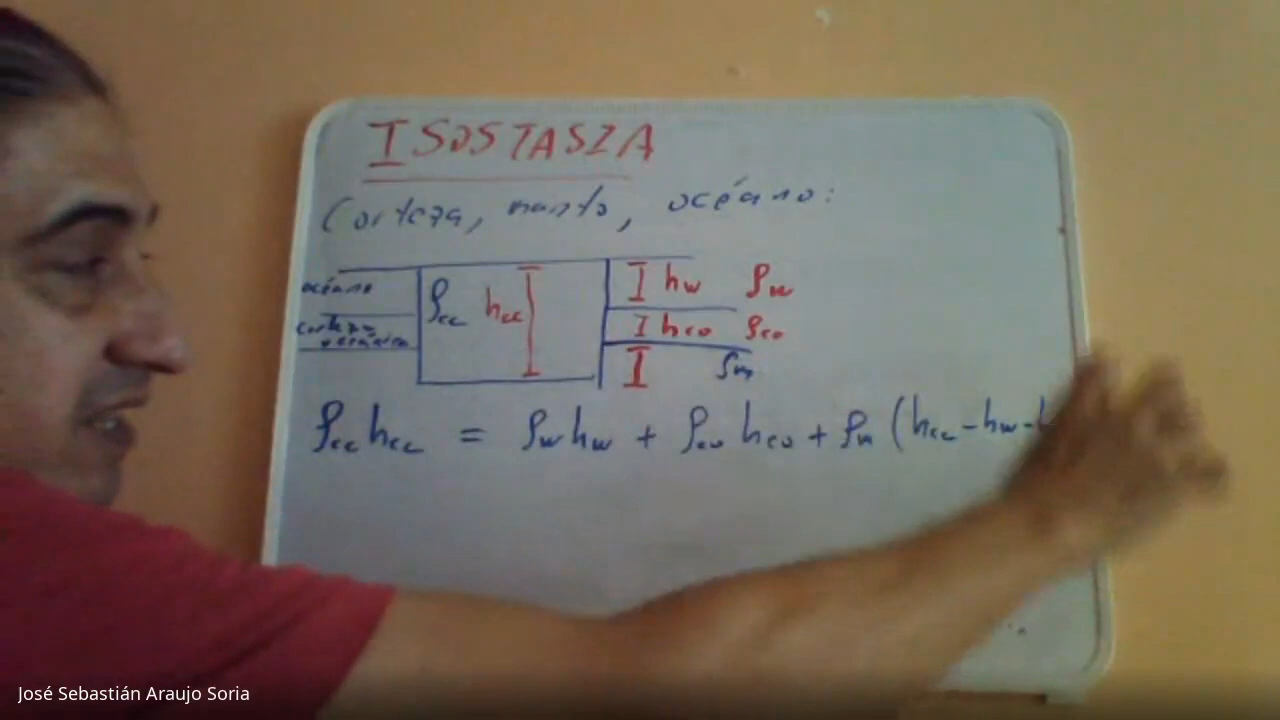 ISOSTASIA
Corteza, manto, océano:
océano
corteza
oceánica
ρcc hcc
hw ρw
hco ρco
ρm
ρcc hcc = ρw hw + ρco hco + ρm (hcc - hw - h
José Sebastián Araujo Soria